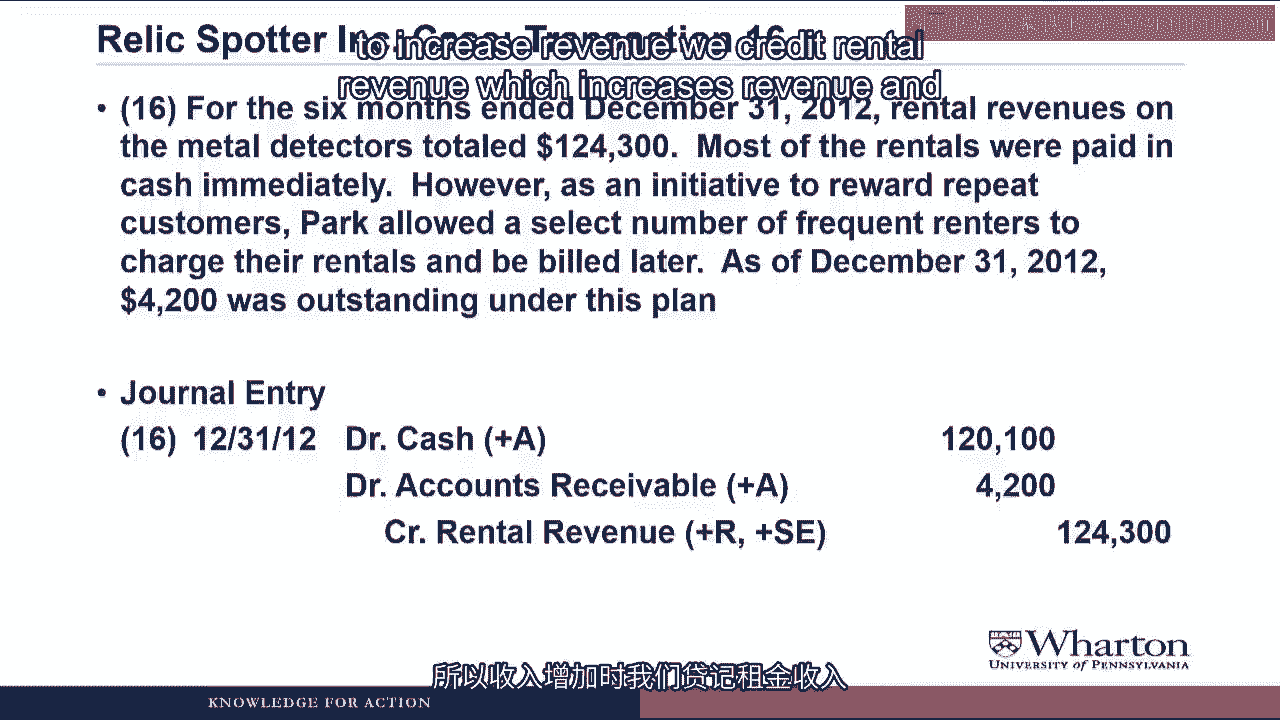 Relic Spotter Inc. Case: Transaction 16
to increase revenue we credit rental
revenue which increases revenue and
• (16) For the six months ended December 31, 2012, rental revenues on
the metal detectors totaled $124,300. Most of the rentals were paid in
cash immediately. However, as an initiative to reward repeat
customers, Park allowed a select number of frequent renters to
charge their rentals and be billed later. As of December 31, 2012,
$4,200 was outstanding under this plan
• Journal Entry
(16) 12/31/12 Dr. Cash (+A) 120,100
Dr. Accounts Receivable (+A) 4,200
Cr. Rental Revenue (+R, +SE) 124,300
Wharton
UNIVERSITY OF PENNSYLVANIA
所以收入增加时我们贷记租金收入
KNOWLEDGE FOR ACTION